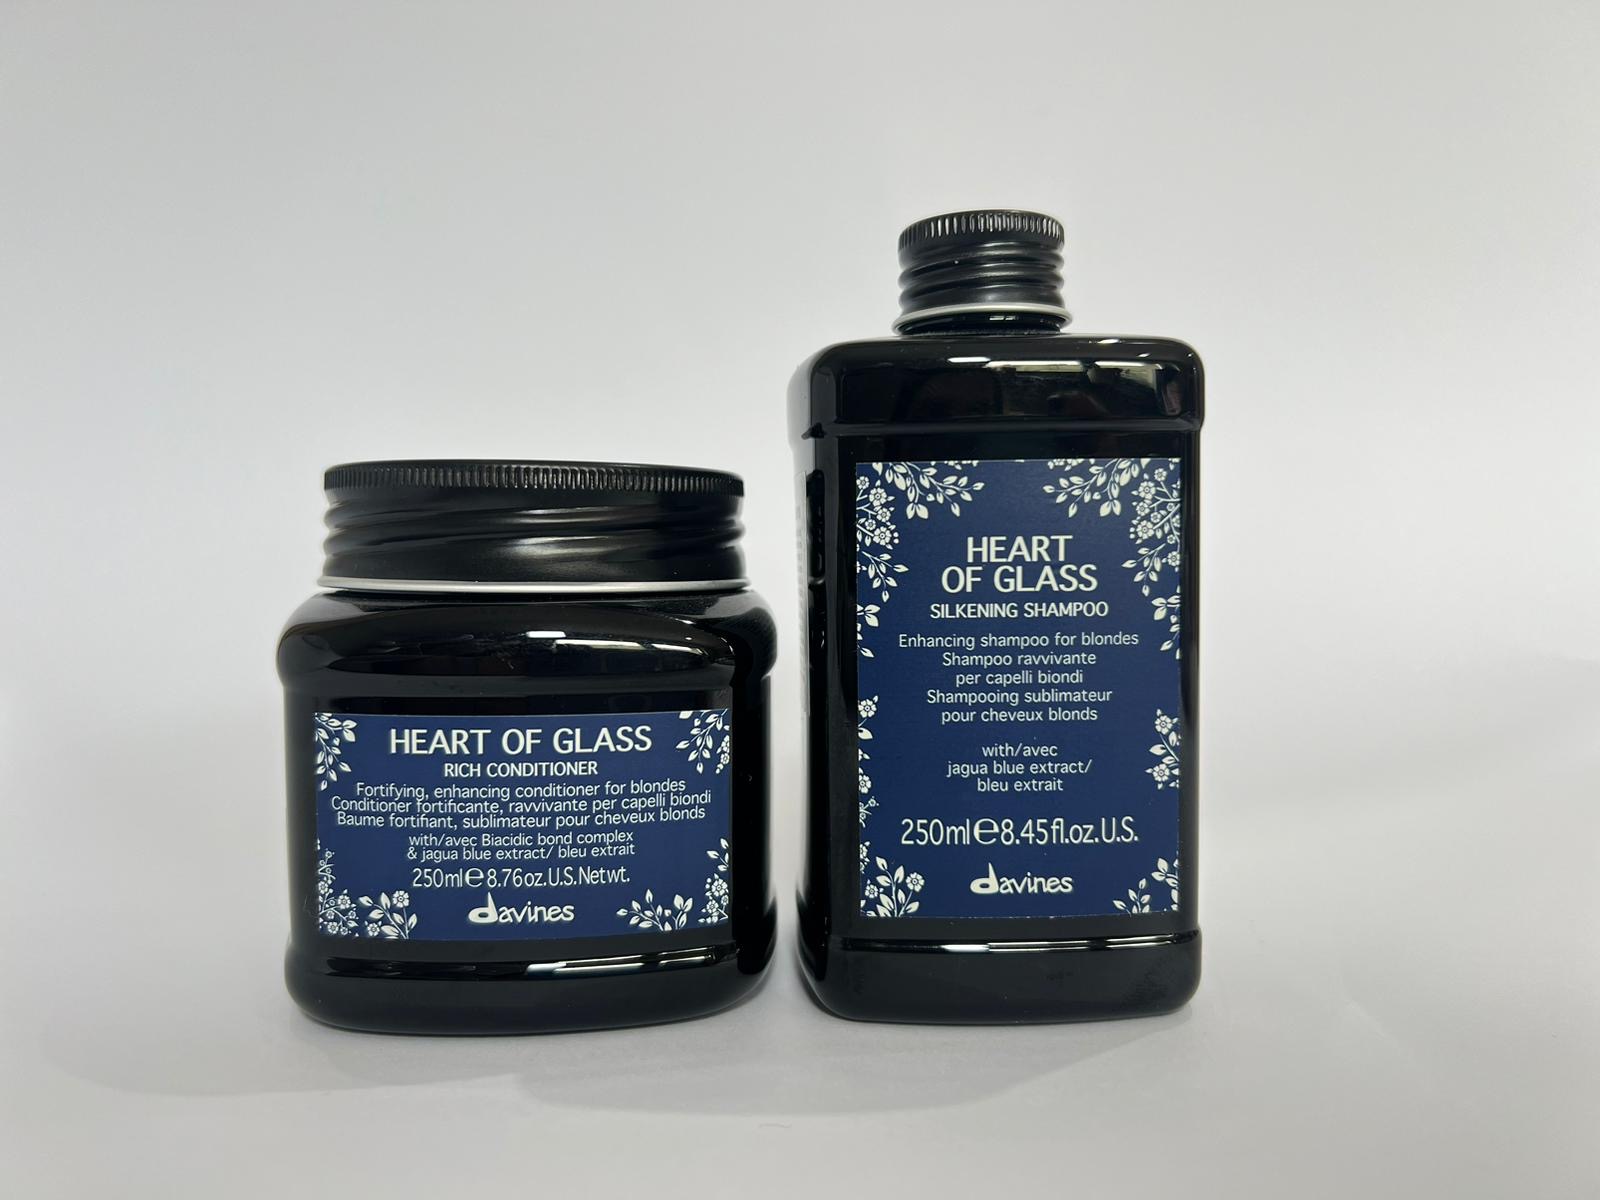 HEART OF GLASS
RICH CONDITIONER
Fortifying, enhancing conditioner for blondes
Conditioner fortificante, ravvivante per capelli biondi
Baume fortifiant, sublimateur pour cheveux blonds
with/avec Biacidic bond complex
& jagua blue extract/ bleu extrait
250ml℮8.76oz.U.S.Netwt.
davines
HEART
OF GLASS
SILKENING SHAMPOO
Enhancing shampoo for blondes
Shampoo ravvivante
per capelli biondi
Shampooing sublimateur
pour cheveux blonds
with/avec
jagua blue extract/
bleu extrait
250ml℮8.45fl.oz.U.S.
davines